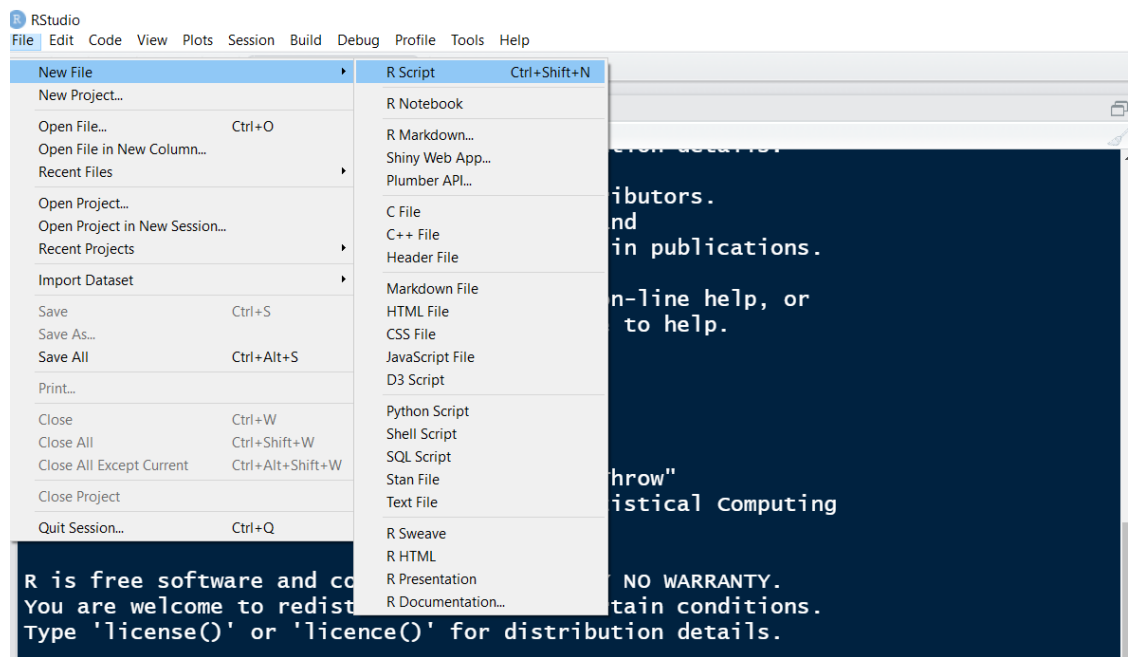 R RStudio
File Edit Code View Plots Session Build Debug Profile Tools Help
New File
New Project...
Open File... Ctrl+O
Open File in New Column...
Recent Files
Open Project...
Open Project in New Session...
Recent Projects
Import Dataset
Save Ctrl+S
Save As...
Save All Ctrl+Alt+S
Print...
Close Ctrl+W
Close All Ctrl+Shift+W
Close All Except Current Ctrl+Alt+Shift+W
Close Project
Quit Session... Ctrl+Q
R Script Ctrl+Shift+N
R Notebook
R Markdown...
Shiny Web App...
Plumber API...
C File
C++ File
Header File
Markdown File
HTML File
CSS File
JavaScript File
D3 Script
Python Script
Shell Script
SQL Script
Stan File
Text File
R Sweave
R HTML
R Presentation
R Documentation...
details.
ibutors.
nd
in publications.
n-line help, or
to help.
hrow"
istical Computing
R is free software and co NO WARRANTY.
You are welcome to redist tain conditions.
Type 'license()' or 'licence()' for distribution details.